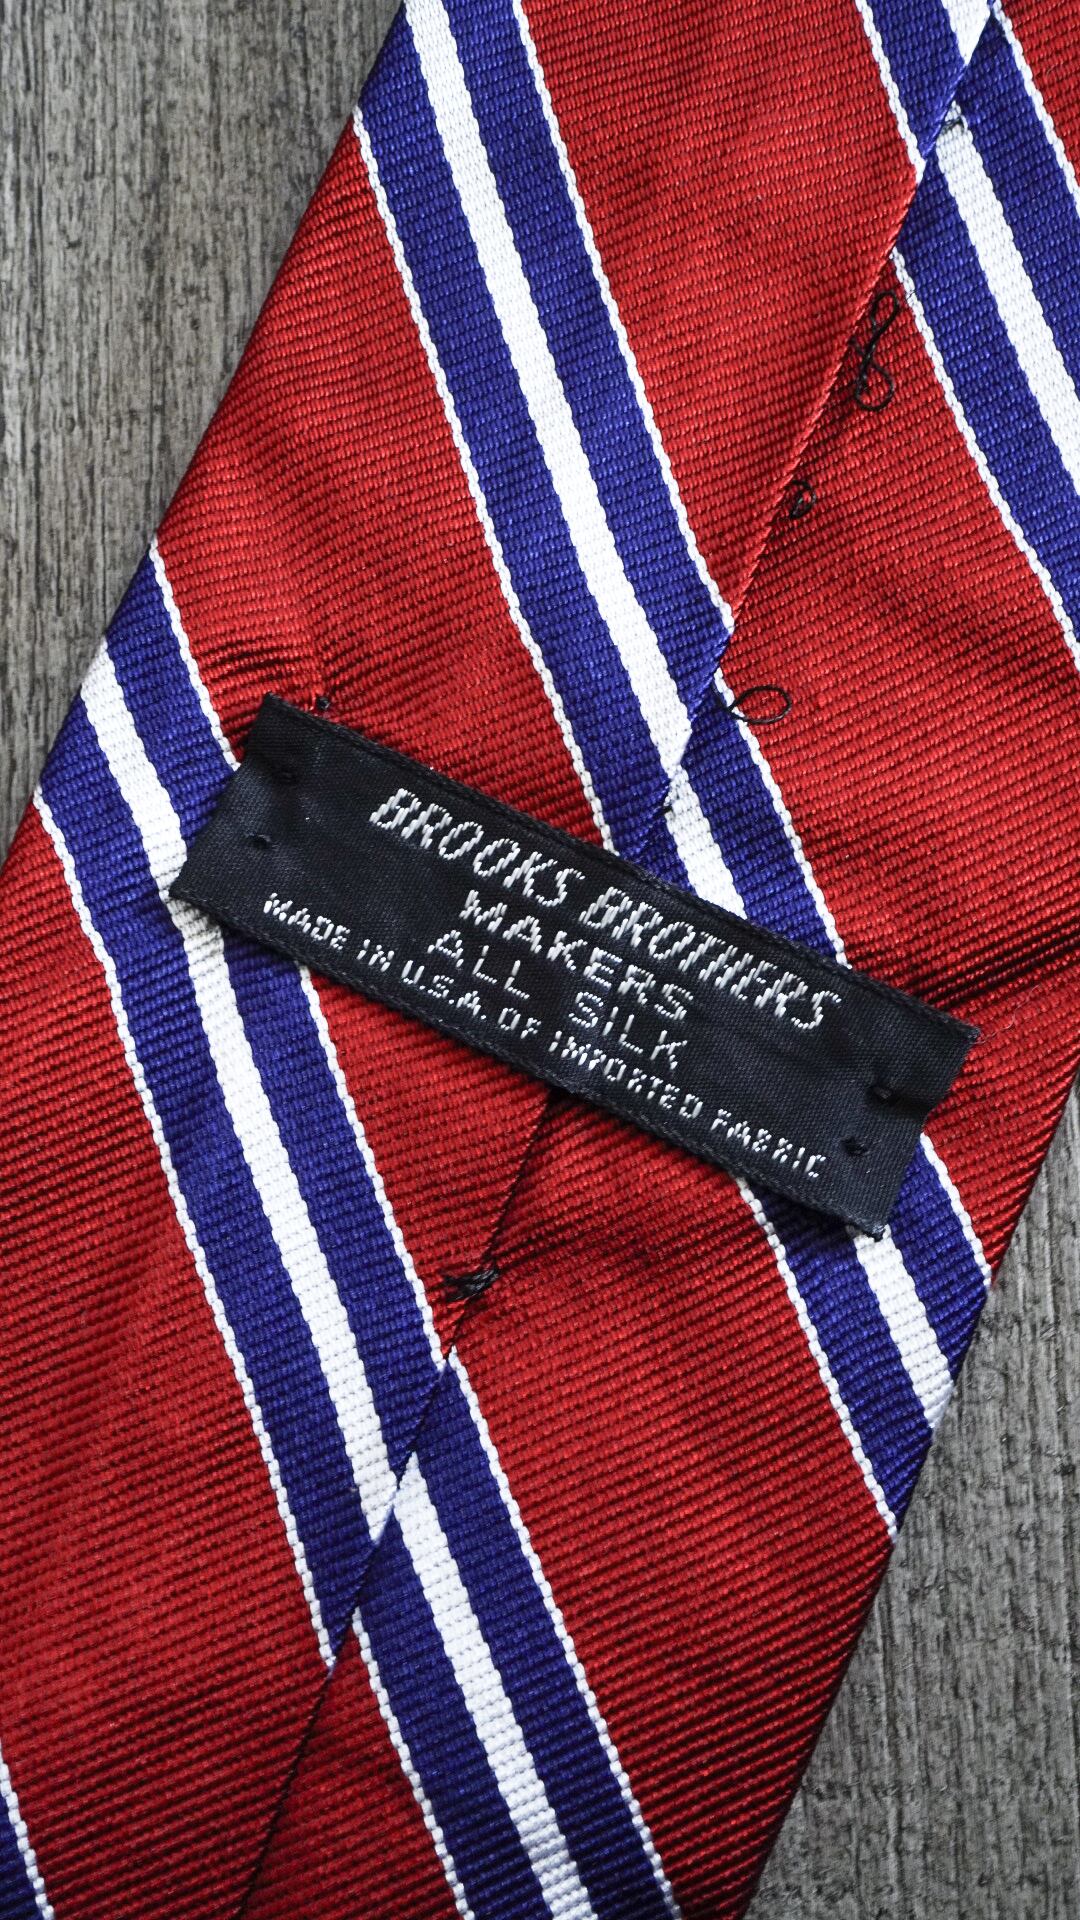 BROOKS BROTHERS
MAKERS
ALL SILK
MADE IN U.S.A. OF IMPORTED FABRIC